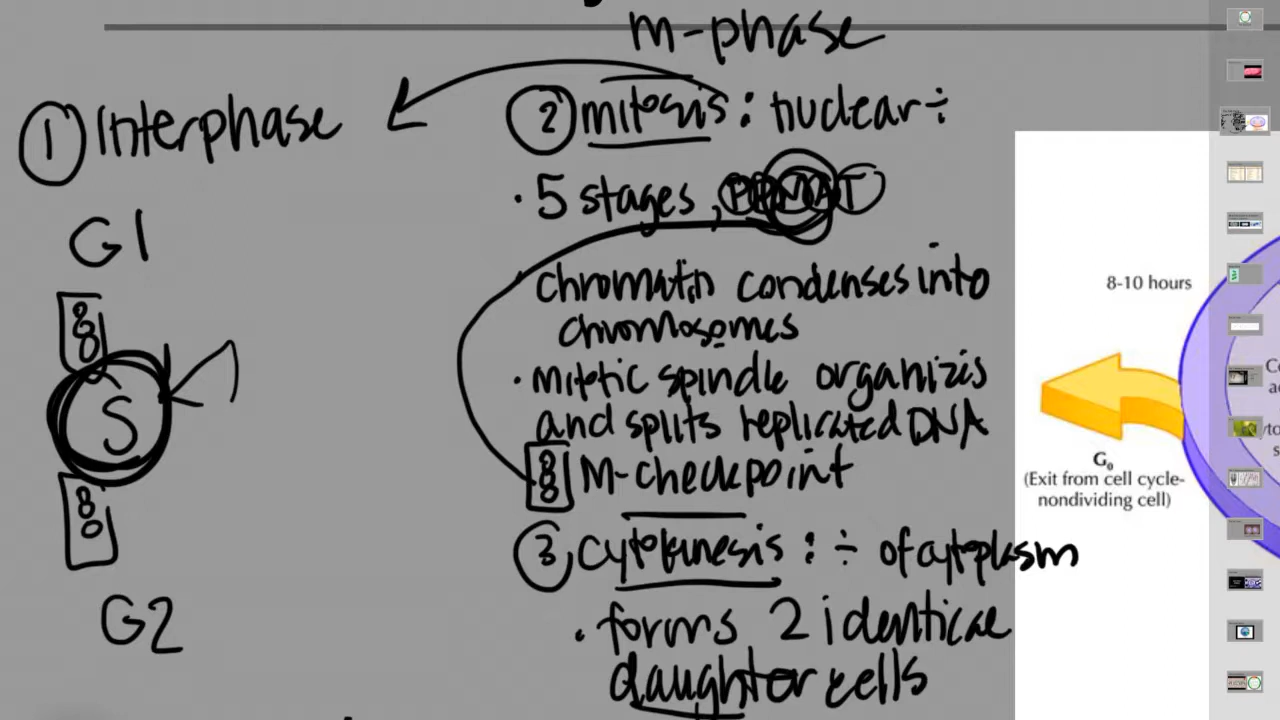 m-phase
① Interphase
② mitosis : nuclear ÷
· 5 stages, PPMAT
G1
chromatin condenses into
chromosomes
· mitotic spindle organizes
and splits replicated DNA
S
M-checkpoint
③ cytokinesis : ÷ of cytoplasm
G2
· forms 2 identical
daughter cells
8-10 hours
G₀
(Exit from cell cycle-
nondividing cell)